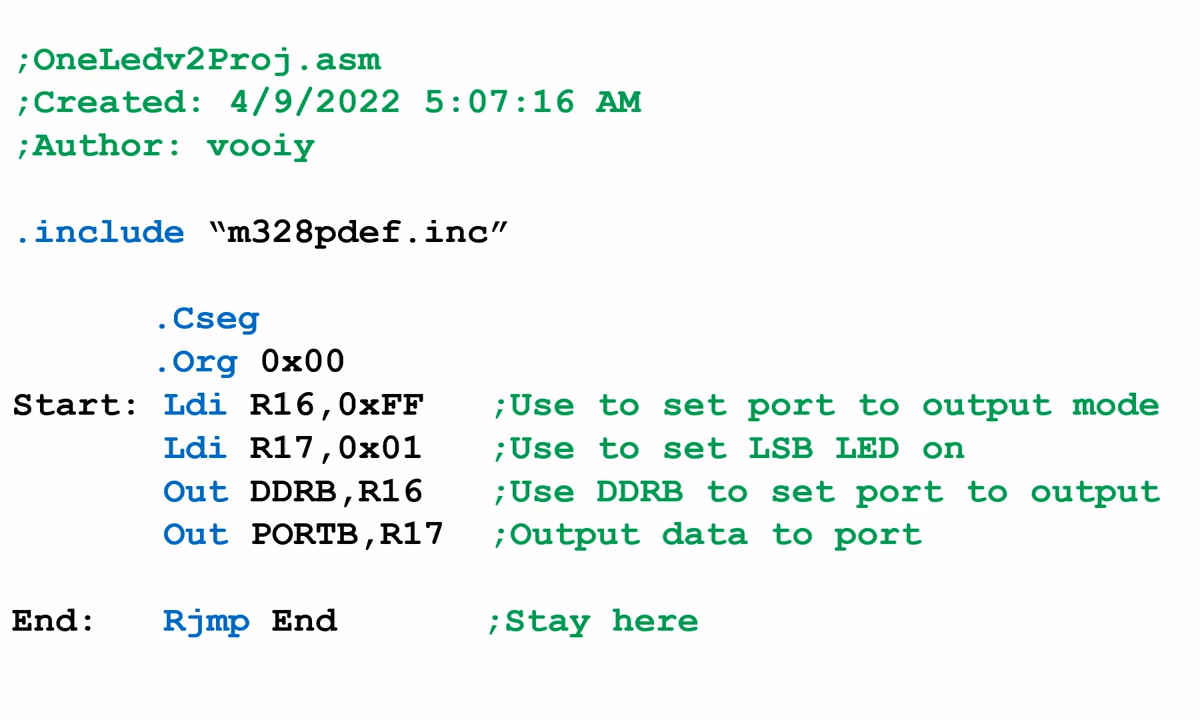 ;OneLedv2Proj.asm
;Created: 4/9/2022 5:07:16 AM
;Author: vooiy
.include “m328pdef.inc”
.Cseg
.Org 0x00
Start: Ldi R16,0xFF ;Use to set port to output mode
Ldi R17,0x01 ;Use to set LSB LED on
Out DDRB,R16 ;Use DDRB to set port to output
Out PORTB,R17 ;Output data to port
End: Rjmp End ;Stay here